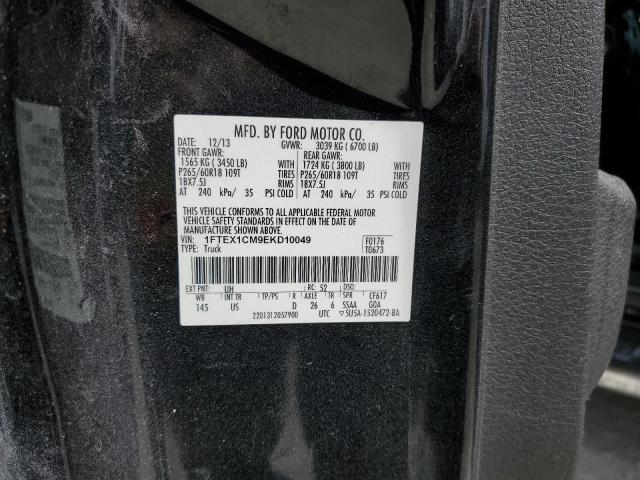 MFD. BY FORD MOTOR CO.
DATE: 12/13 GVWR: 3039 KG ( 6700 LB)
FRONT GAWR: REAR GAWR:
1565 KG ( 3450 LB) 1724 KG ( 3800 LB)
P265/60R18 109T TIRES P265/60R18 109T TIRES
18X7.5J RIMS 18X7.5J RIMS
AT 240 kPa/ 35 PSI COLD AT 240 kPa/ 35 PSI COLD
THIS VEHICLE CONFORMS TO ALL APPLICABLE FEDERAL MOTOR
VEHICLE SAFETY STANDARDS IN EFFECT ON THE DATE OF
MANUFACTURE SHOWN ABOVE.
VIN: 1FTEX1CM9EKD10049 F0176
TYPE: Truck T0673
EXT PNT: UH RC: 52 DSO:
WB INT TR TP/PS R AXLE TR SPR CF617
145 US D 26 6 SSAA G0A
2201312057900 UTC ▽5U5A-1520472-BA